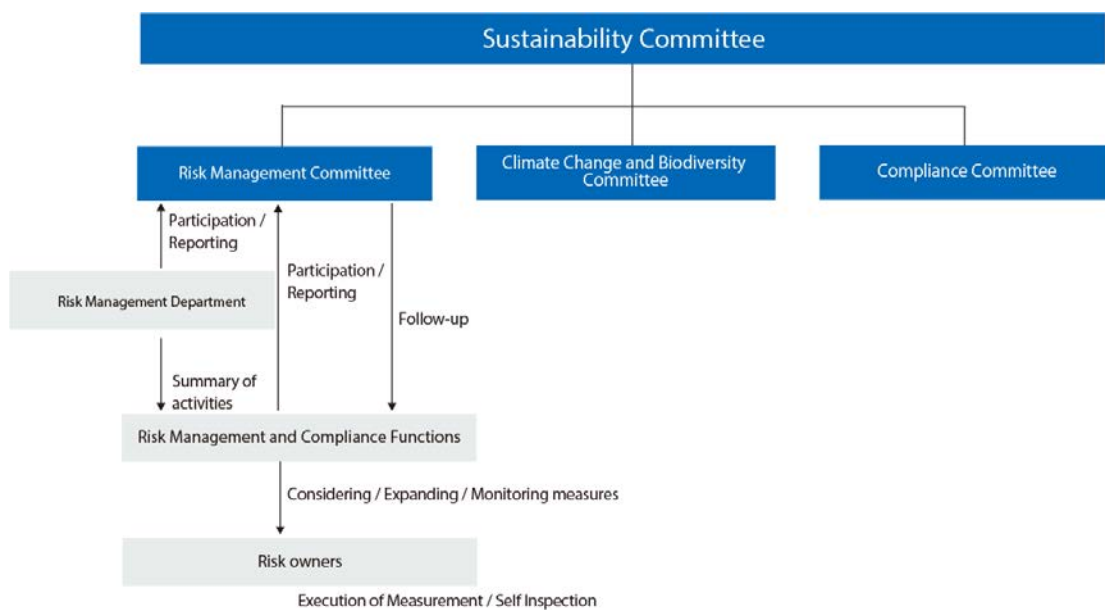 Sustainability Committee
Risk Management Committee
Climate Change and Biodiversity
Committee
Compliance Committee
Participation /
Reporting
Risk Management Department
Participation /
Reporting
Follow-up
Summary of
activities
Risk Management and Compliance Functions
Considering / Expanding / Monitoring measures
Risk owners
Execution of Measurement / Self Inspection